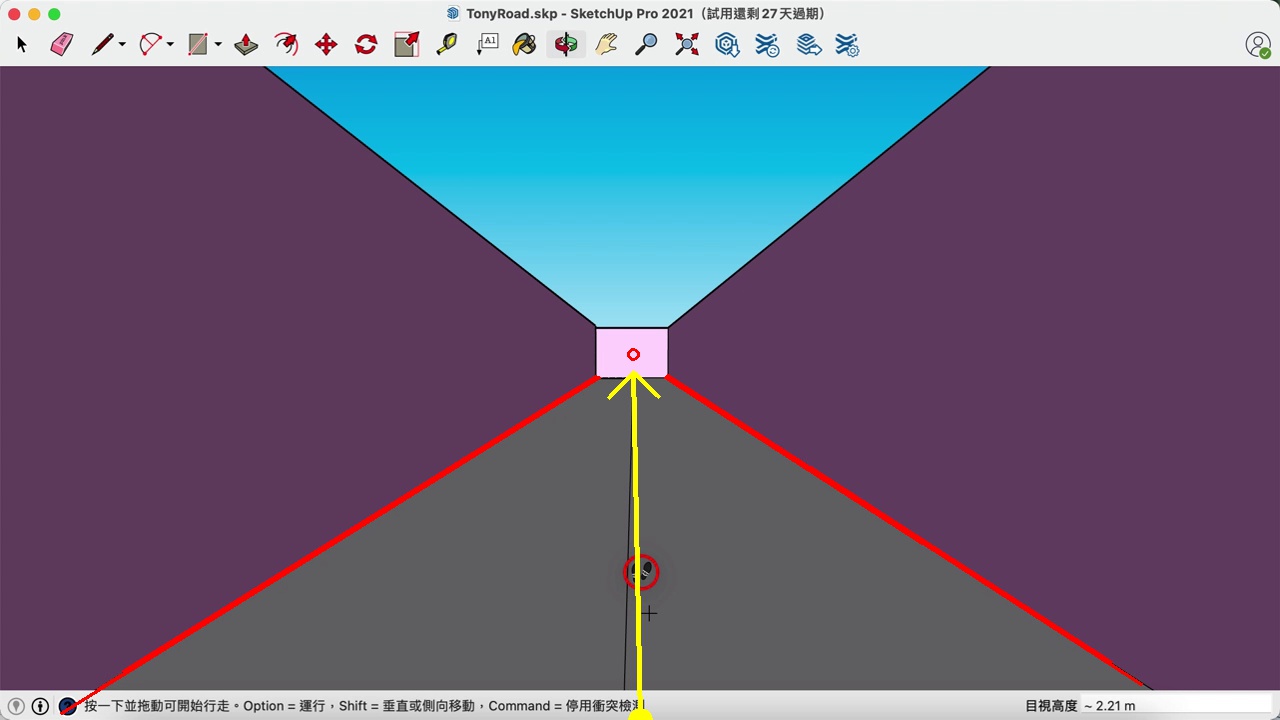 TonyRoad.skp - SketchUp Pro 2021（試用還剩 27 天過期）
A1
按一下並拖動可開始行走。Option = 運行，Shift = 垂直或側向移動，Command = 停用衝突檢測
目視高度 ~ 2.21 m